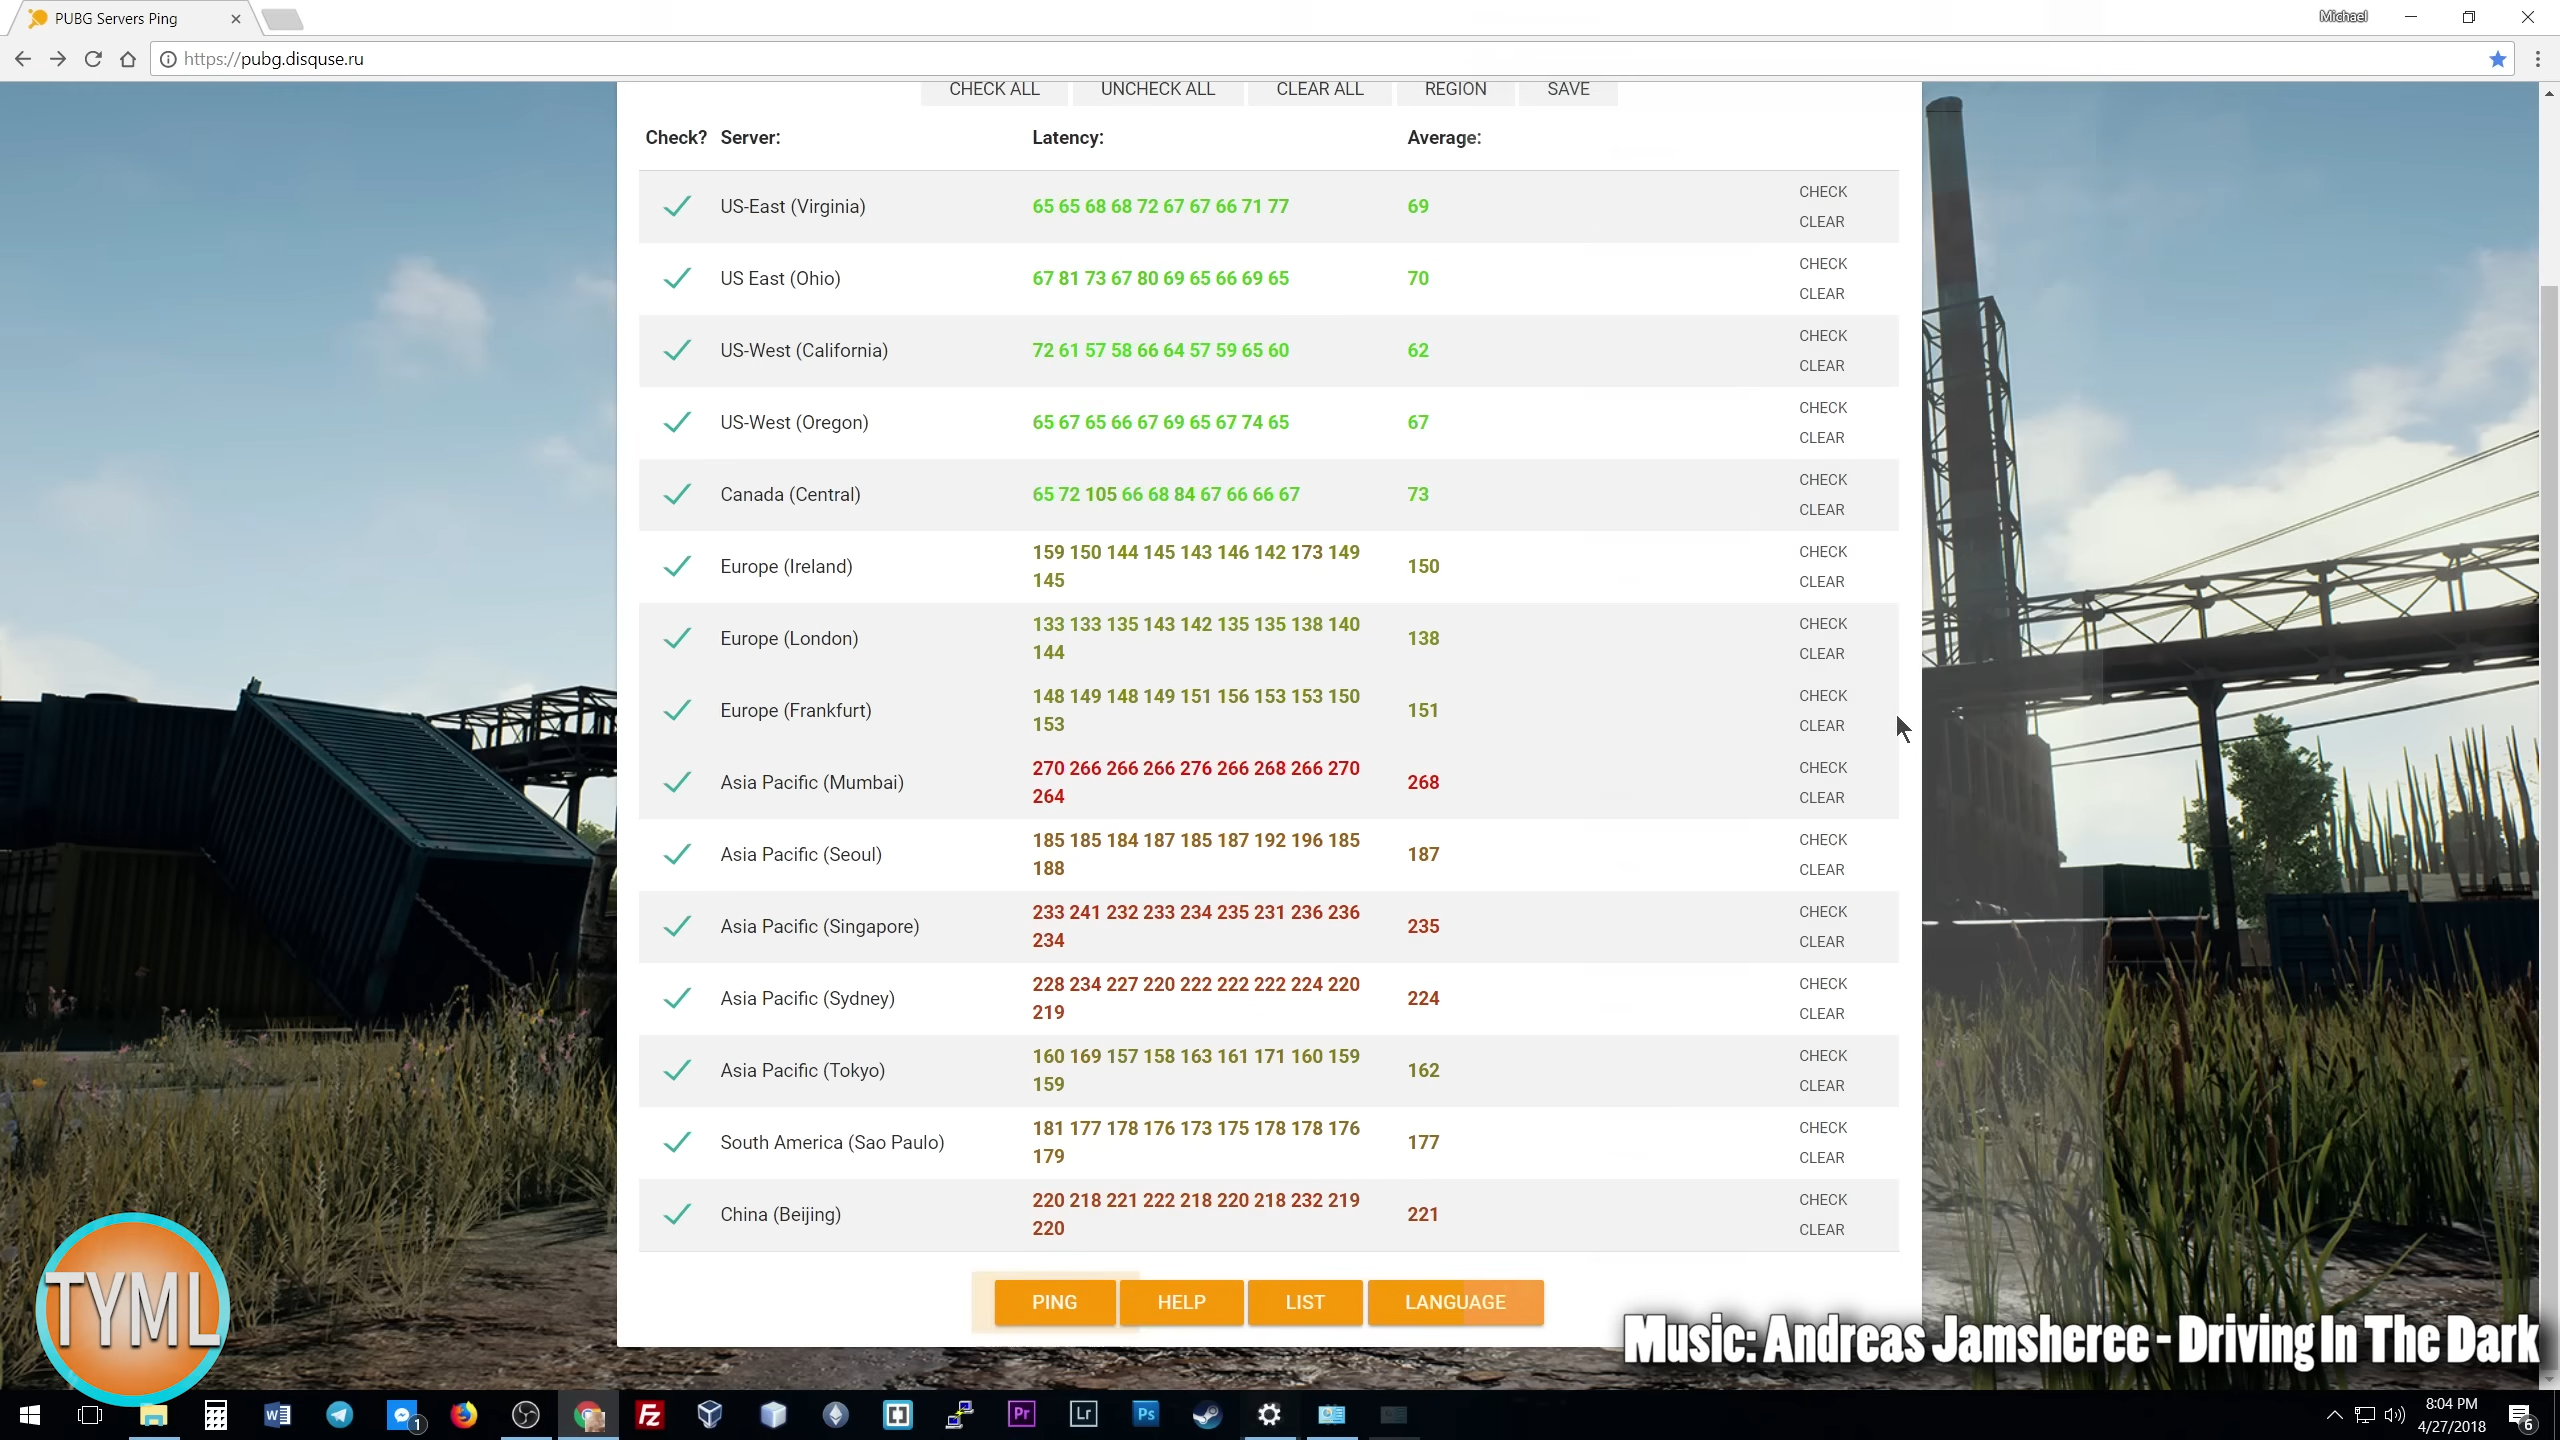 PUBG Servers Ping
Michael
https://pubg.disquse.ru
CHECK ALL UNCHECK ALL CLEAR ALL REGION SAVE
Check? Server: Latency: Average:
US-East (Virginia) 65 65 68 68 72 67 67 66 71 77 69 CHECK
CLEAR
US East (Ohio) 67 81 73 67 80 69 65 66 69 65 70 CHECK
CLEAR
US-West (California) 72 61 57 58 66 64 57 59 65 60 62 CHECK
CLEAR
US-West (Oregon) 65 67 65 66 67 69 65 67 74 65 67 CHECK
CLEAR
Canada (Central) 65 72 105 66 68 84 67 66 66 67 73 CHECK
CLEAR
Europe (Ireland) 159 150 144 145 143 146 142 173 149 150 CHECK
145 CLEAR
Europe (London) 133 133 135 143 142 135 135 138 140 138 CHECK
144 CLEAR
Europe (Frankfurt) 148 149 148 149 151 156 153 153 150 151 CHECK
153 CLEAR
Asia Pacific (Mumbai) 270 266 266 266 276 266 268 266 270 268 CHECK
264 CLEAR
Asia Pacific (Seoul) 185 185 184 187 185 187 192 196 185 187 CHECK
188 CLEAR
Asia Pacific (Singapore) 233 241 232 233 234 235 231 236 236 235 CHECK
234 CLEAR
Asia Pacific (Sydney) 228 234 227 220 222 222 222 224 220 224 CHECK
219 CLEAR
Asia Pacific (Tokyo) 160 169 157 158 163 161 171 160 159 162 CHECK
159 CLEAR
South America (Sao Paulo) 181 177 178 176 173 175 178 178 176 177 CHECK
179 CLEAR
China (Beijing) 220 218 221 222 218 220 218 232 219 221 CHECK
220 CLEAR
PING HELP LIST LANGUAGE
TYML
Music: Andreas Jamsheree - Driving In The Dark
1
Pr
Lr
Ps
8:04 PM
4/27/2018
6